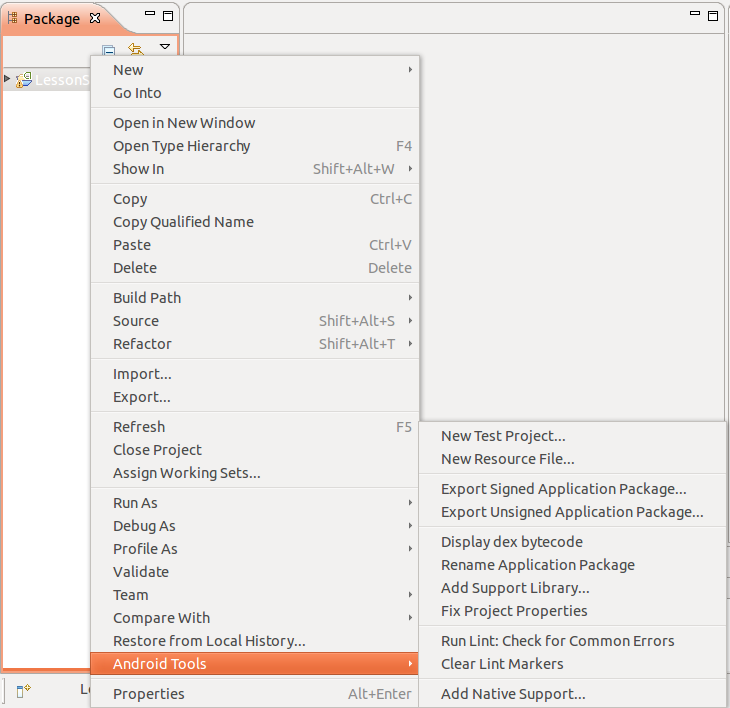 Package
LessonS
New
Go Into
Open in New Window
Open Type Hierarchy F4
Show In Shift+Alt+W
Copy Ctrl+C
Copy Qualified Name
Paste Ctrl+V
Delete Delete
Build Path
Source Shift+Alt+S
Refactor Shift+Alt+T
Import...
Export...
Refresh F5
Close Project
Assign Working Sets...
Run As
Debug As
Profile As
Validate
Team
Compare With
Restore from Local History...
Android Tools
Properties Alt+Enter
New Test Project...
New Resource File...
Export Signed Application Package...
Export Unsigned Application Package...
Display dex bytecode
Rename Application Package
Add Support Library...
Fix Project Properties
Run Lint: Check for Common Errors
Clear Lint Markers
Add Native Support...